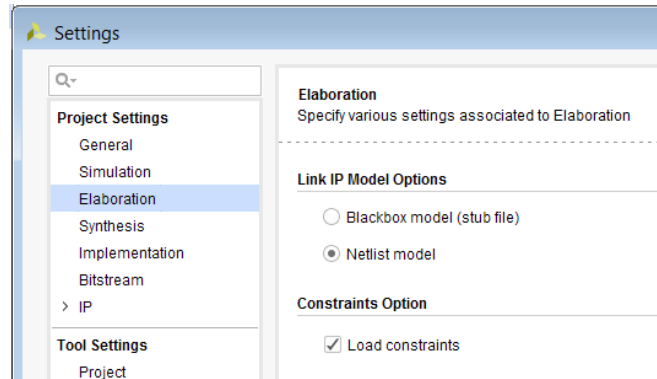 Settings
Project Settings
General
Simulation
Elaboration
Synthesis
Implementation
Bitstream
IP
Tool Settings
Project
Elaboration
Specify various settings associated to Elaboration
Link IP Model Options
Blackbox model (stub file)
Netlist model
Constraints Option
Load constraints